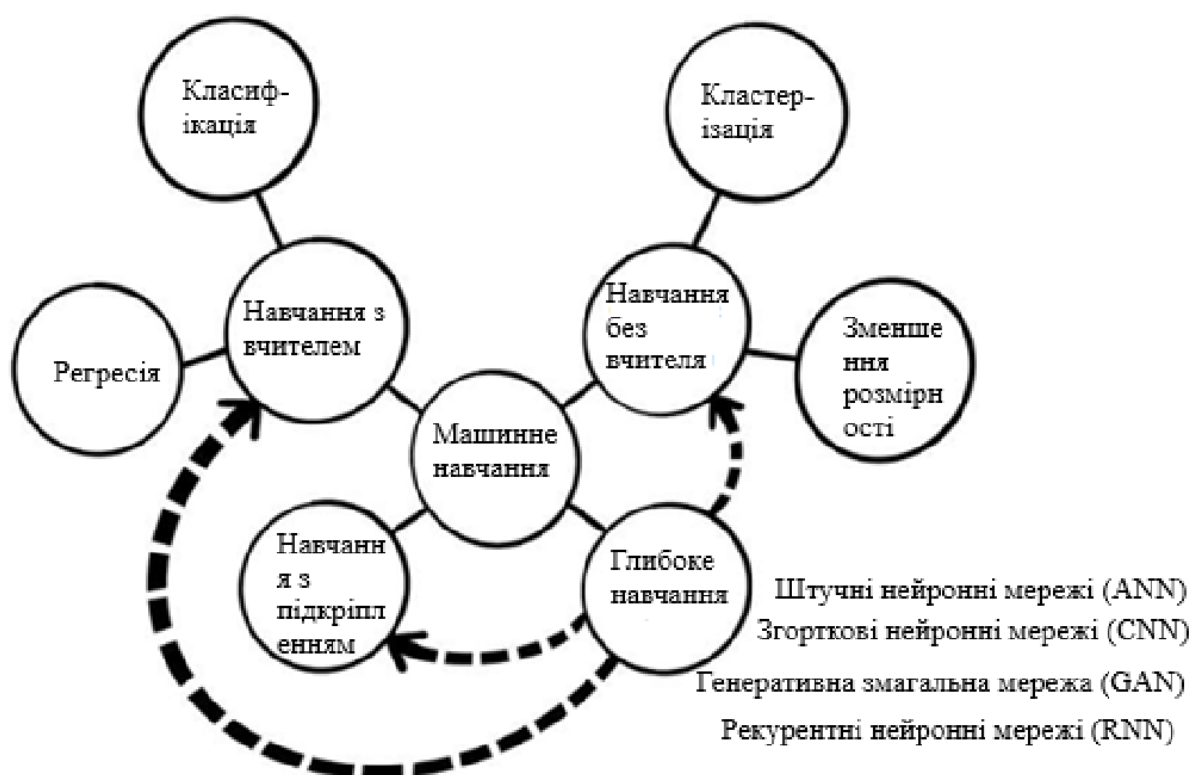 Класиф-
ікація
Кластер-
ізація
Навчання з
вчителем
Навчання
без
вчителя
Регресія
Зменше
ння
розмірн
ості
Машинне
навчання
Навчанн
я з
підкріпл
енням
Глибоке
навчання
Штучні нейронні мережі (ANN)
Згорткові нейронні мережі (CNN)
Генеративна змагальна мережа (GAN)
Рекурентні нейронні мережі (RNN)